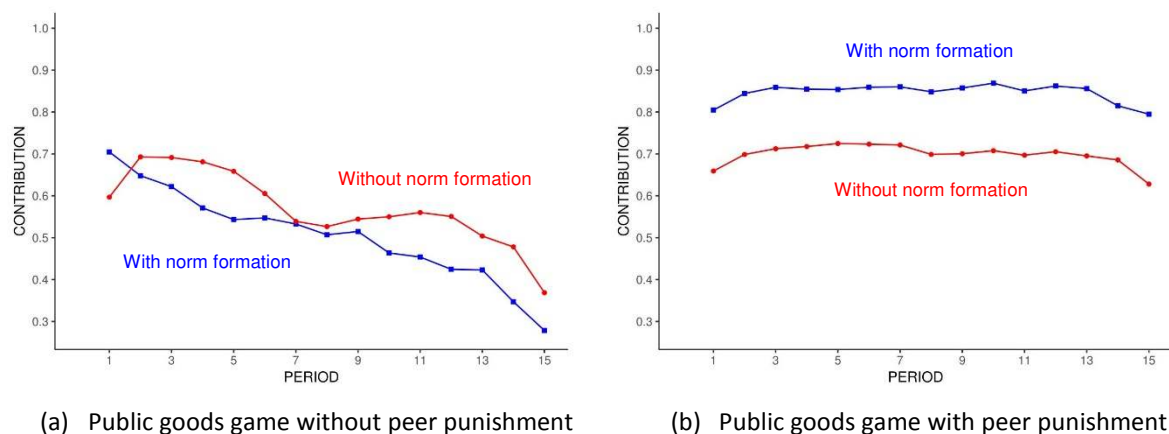 1.0
0.9
0.8
0.7
0.6
0.5
0.4
0.3
CONTRIBUTION
Without norm formation
With norm formation
1 3 5 7 9 11 13 15
PERIOD
(a) Public goods game without peer punishment
1.0
0.9
0.8
0.7
0.6
0.5
0.4
0.3
CONTRIBUTION
With norm formation
Without norm formation
1 3 5 7 9 11 13 15
PERIOD
(b) Public goods game with peer punishment